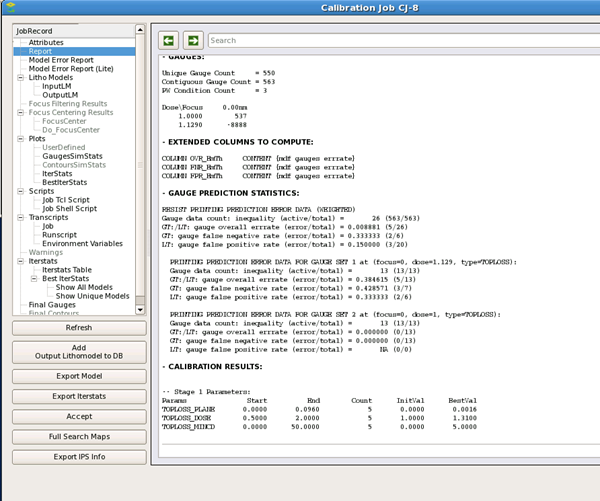 Calibration Job CJ-8
JobRecord
Attributes
Report
Model Error Report
Model Error Report (Lite)
Litho Models
InputLM
OutputLM
Focus Filtering Results
Focus Centering Results
FocusCenter
Do_FocusCenter
Plots
UserDefined
GaugesSimStats
ContoursSimStats
IterStats
BestIterStats
Scripts
Job Tcl Script
Job Shell Script
Transcripts
Job
Runscript
Environment Variables
Warnings
Iterstats
Iterstats Table
Best IterStats
Show All Models
Show Unique Models
Final Gauges
Final Contours
Refresh
Add
Output Lithomodel to DB
Export Model
Export Iterstats
Accept
Full Search Maps
Export IPS Info
Search
- GAUGES:
Unique Gauge Count = 550
Contiguous Gauge Count = 563
PW Condition Count = 3
Dose\Focus 0.00nm
1.0000 537
1.1290 -8888
- EXTENDED COLUMNS TO COMPUTE:
COLUMN OVR_RmTh CONTENT {mdf gauges errrate}
COLUMN FNR_RmTh CONTENT {mdf gauges errrate}
COLUMN FPR_RmTh CONTENT {mdf gauges errrate}
- GAUGE PREDICTION STATISTICS:
RESIST PRINTING PREDICTION ERROR DATA (WEIGHTED)
Gauge data count: inequality (active/total) = 26 (563/563)
GT:/LT: gauge overall errrate (error/total) = 0.008881 (5/26)
GT: gauge false negative rate (error/total) = 0.333333 (2/6)
LT: gauge false positive rate (error/total) = 0.150000 (3/20)
PRINTING PREDICTION ERROR DATA FOR GAUGE SET 1 at (focus=0, dose=1.129, type=TOPLOSS):
Gauge data count: inequality (active/total) = 13 (13/13)
GT:/LT: gauge overall errrate (error/total) = 0.384615 (5/13)
GT: gauge false negative rate (error/total) = 0.428571 (3/7)
LT: gauge false positive rate (error/total) = 0.333333 (2/6)
PRINTING PREDICTION ERROR DATA FOR GAUGE SET 2 at (focus=0, dose=1, type=TOPLOSS):
Gauge data count: inequality (active/total) = 13 (13/13)
GT:/LT: gauge overall errrate (error/total) = 0.000000 (0/13)
GT: gauge false negative rate (error/total) = 0.000000 (0/13)
LT: gauge false positive rate (error/total) = NA (0/0)
- CALIBRATION RESULTS:
-- Stage 1 Parameters:
Params Start End Count InitVal BestVal
TOPLOSS_PLANE 0.0000 0.0960 5 0.0000 0.0016
TOPLOSS_DOSE 0.5000 2.0000 5 1.0000 1.3100
TOPLOSS_MINCD 0.0000 50.0000 5 0.0000 5.0000